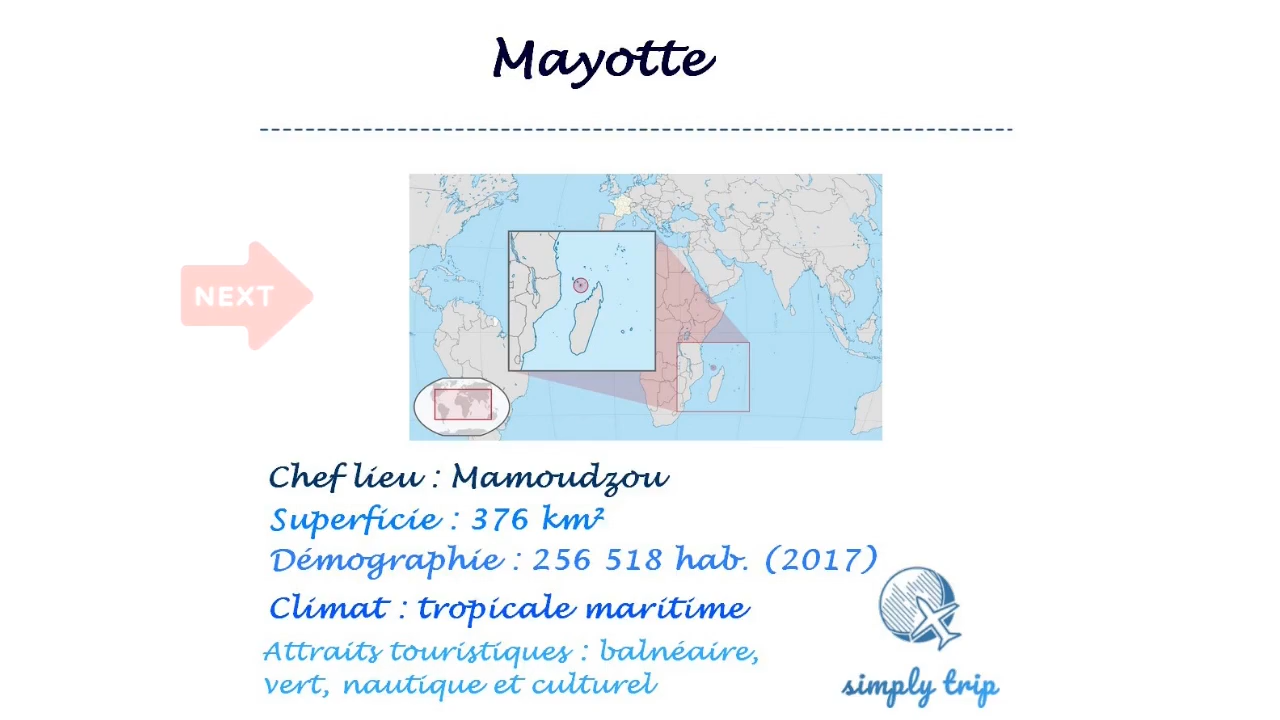 Mayotte
NEXT
Chef lieu : Mamoudzou
Superficie : 376 km²
Démographie : 256 518 hab. (2017)
Climat : tropicale maritime
Attraits touristiques : balnéaire,
vert, nautique et culturel
simply trip